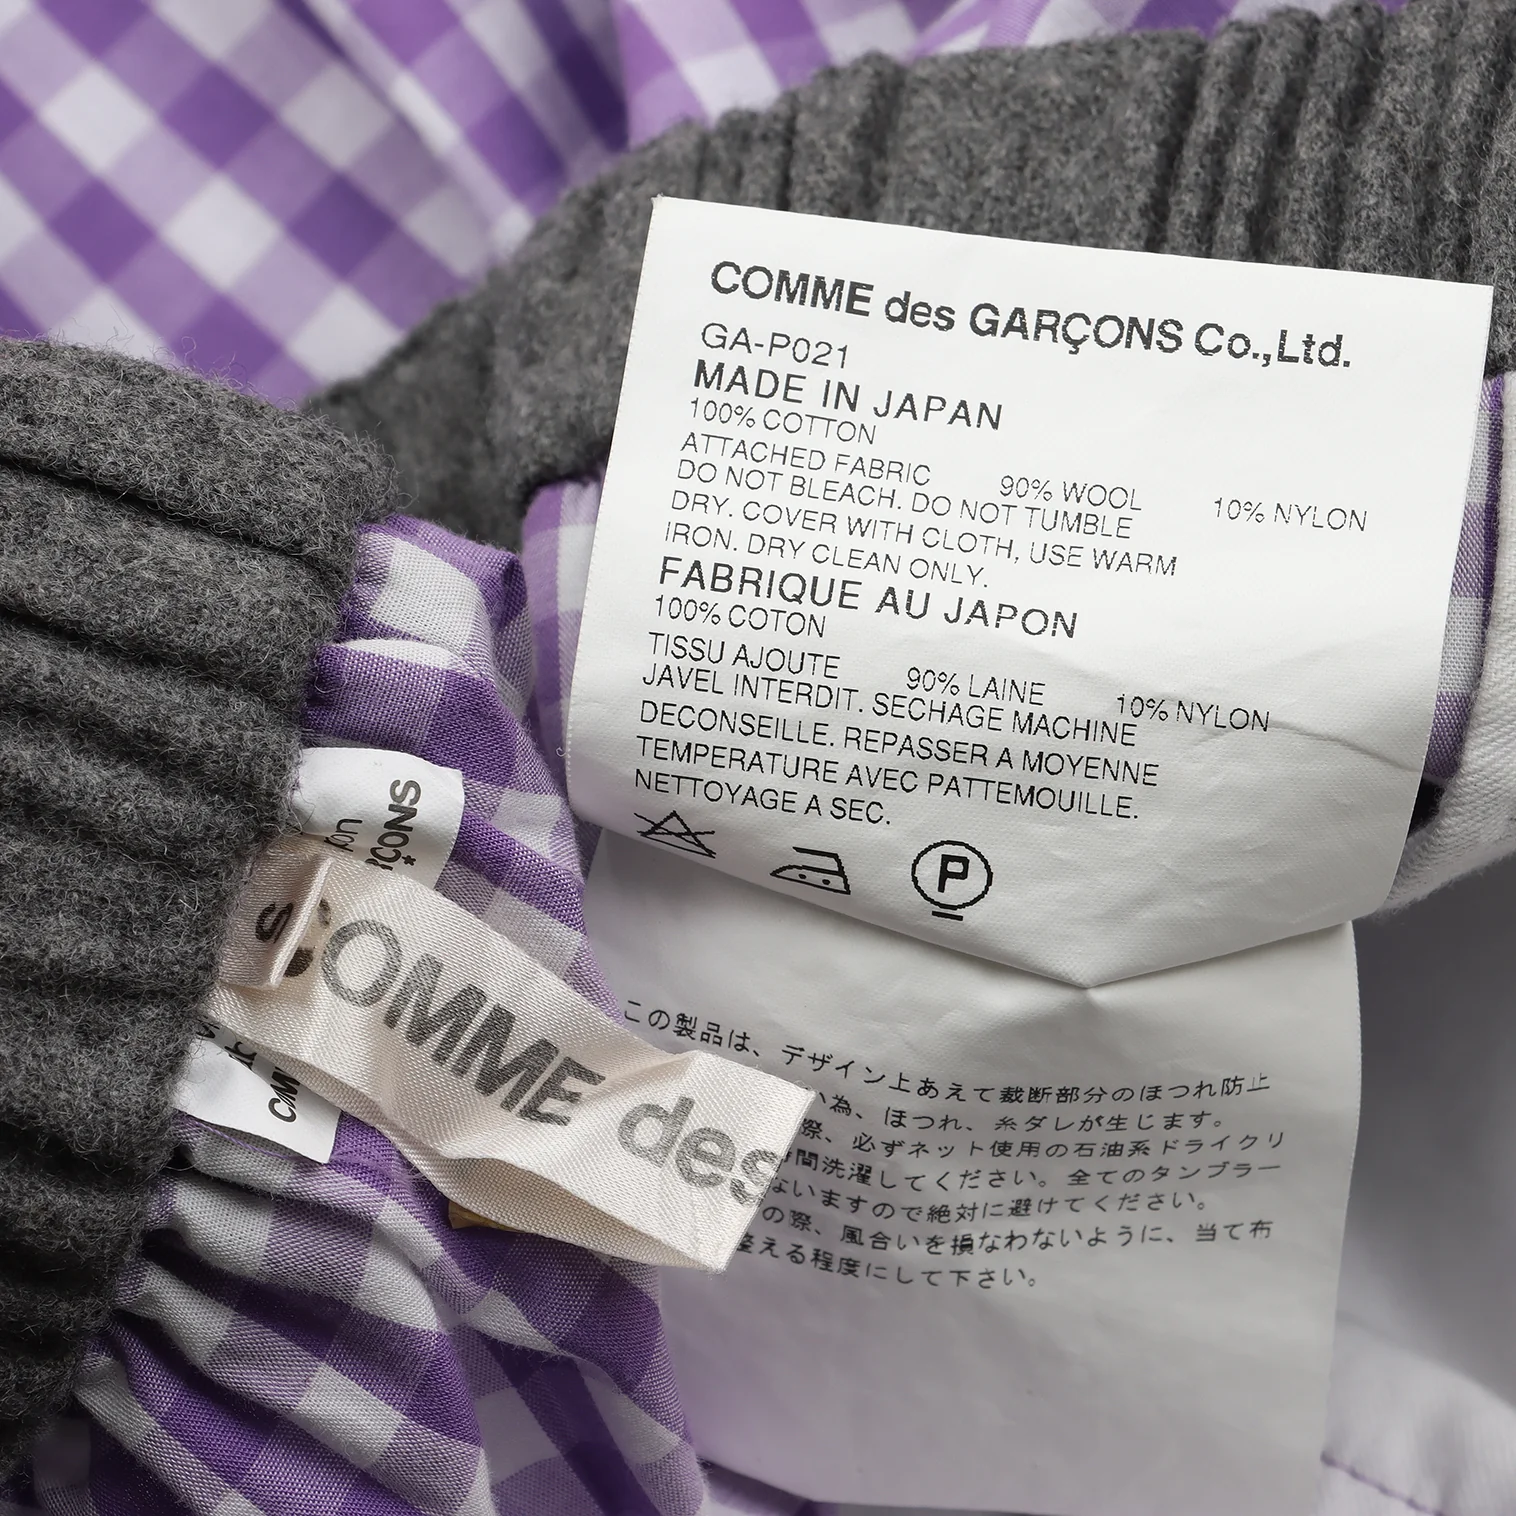 COMME des GARÇONS Co.,Ltd.
GA-P021
MADE IN JAPAN
100% COTTON
ATTACHED FABRIC 90% WOOL 10% NYLON
DO NOT BLEACH. DO NOT TUMBLE
DRY. COVER WITH CLOTH, USE WARM
IRON. DRY CLEAN ONLY.
FABRIQUE AU JAPON
100% COTON
TISSU AJOUTE 90% LAINE 10% NYLON
JAVEL INTERDIT. SECHAGE MACHINE
DECONSEILLE. REPASSER A MOYENNE
TEMPERATURE AVEC PATTEMOUILLE.
NETTOYAGE A SEC.
P
COMME des
この製品は、デザイン上あえて裁断部分のほつれ防止
い為、ほつれ、糸ダレが生じます。
際、必ずネット使用の石油系ドライクリ
時間洗濯してください。全てのタンブラー
ないますので絶対に避けてください。
の際、風合いを損なわないように、当て布
整える程度にして下さい。